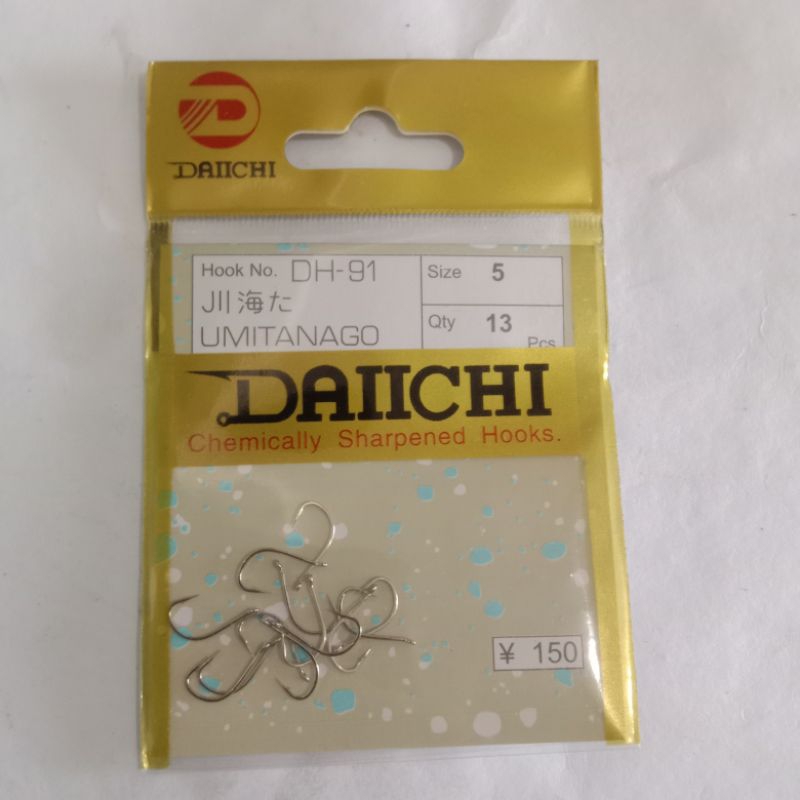 DAIICHI
Hook No. DH-91
川海た
UMITANAGO
Size 5
Qty 13 Pcs
DAIICHI
Chemically Sharpened Hooks.
¥ 150